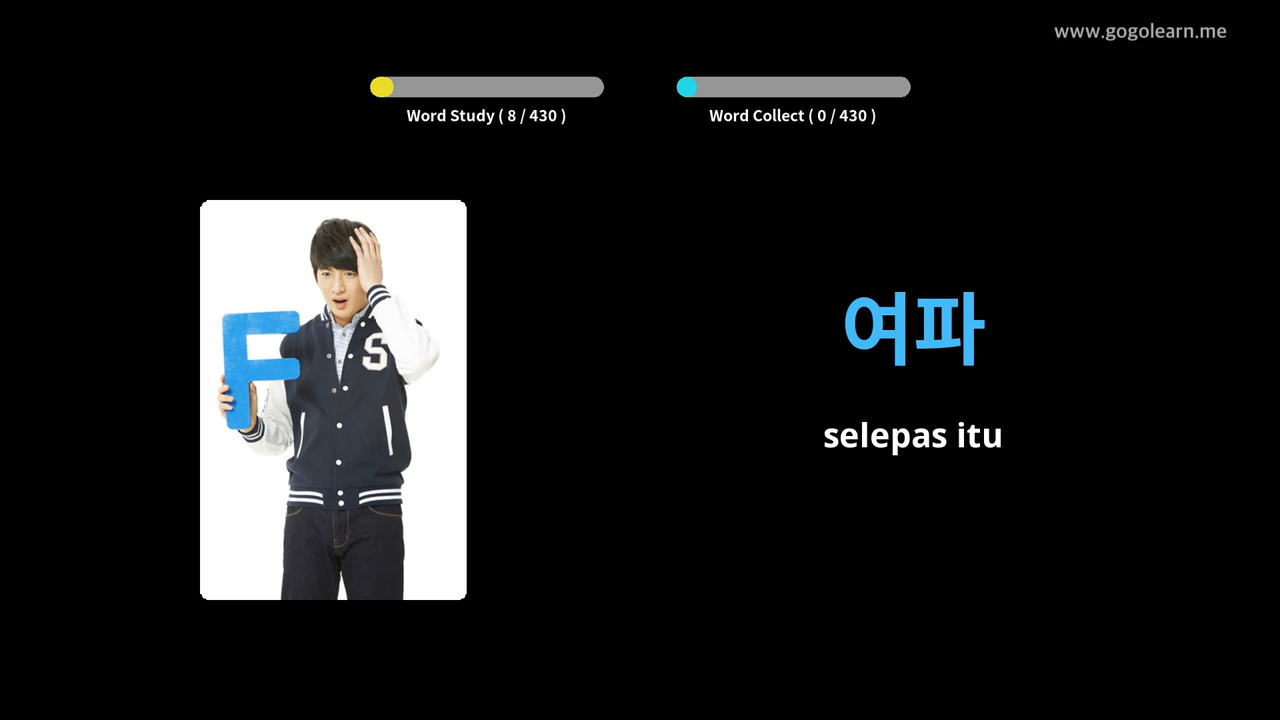 www.gogolearn.me
Word Study ( 8 / 430 )
Word Collect ( 0 / 430 )
F
S
여파
selepas itu